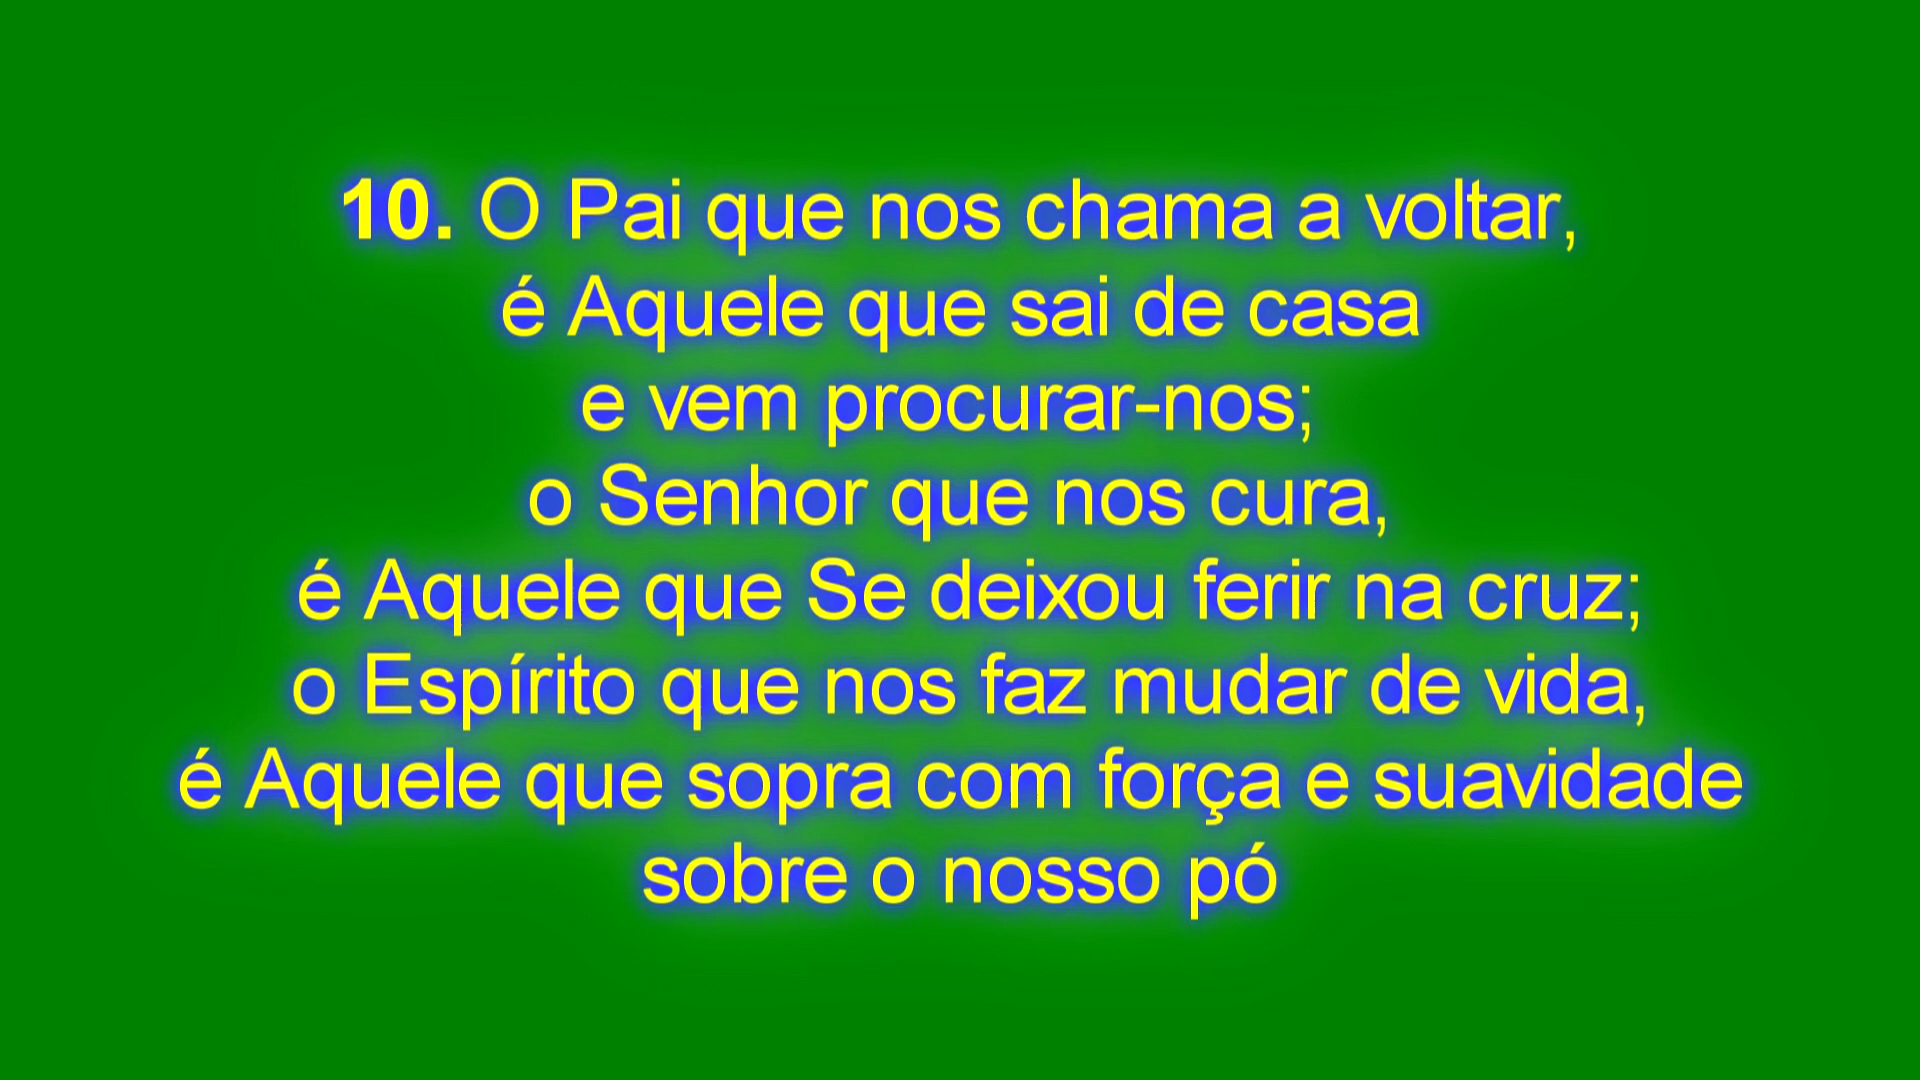 10. O Pai que nos chama a voltar,
é Aquele que sai de casa
e vem procurar-nos;
o Senhor que nos cura,
é Aquele que Se deixou ferir na cruz;
o Espírito que nos faz mudar de vida,
é Aquele que sopra com força e suavidade
sobre o nosso pó